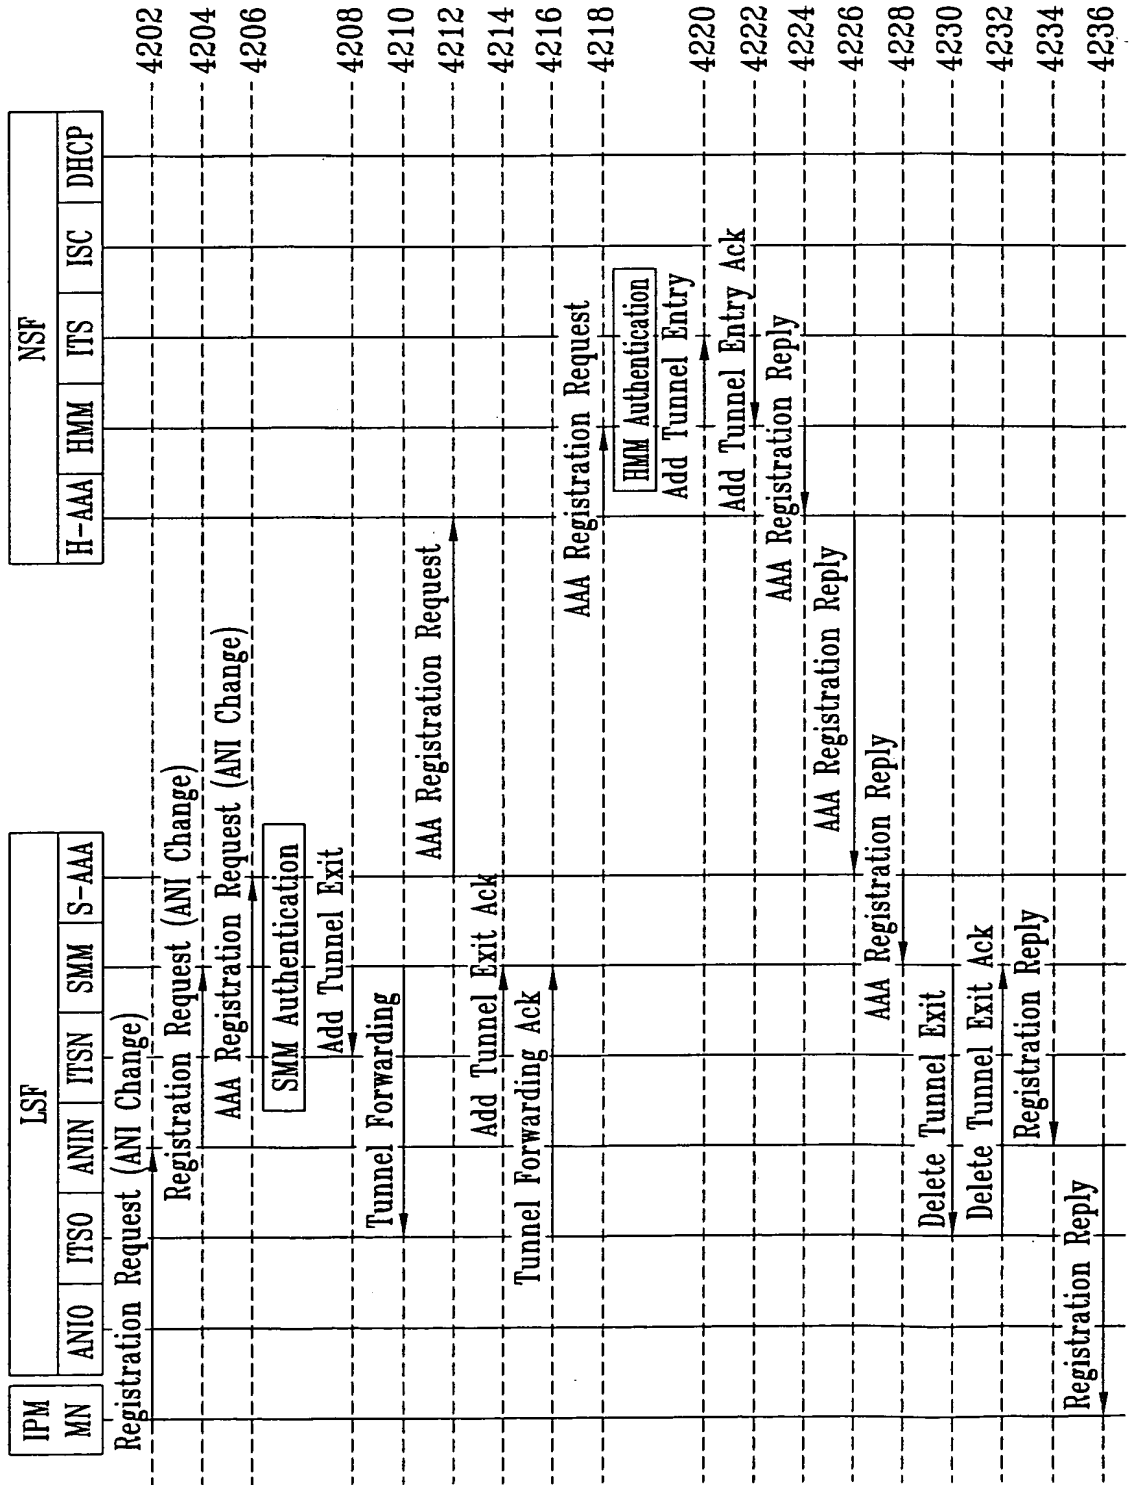 IPM
LSF
NSF
MN
ANIO
ITSO
ANIN
ITSN
SMM
S-AAA
H-AAA
HMM
ITS
ISC
DHCP
Registration Request (ANI Change)
4202
Registration Request (ANI Change)
4204
AAA Registration Request (ANI Change)
4206
SMM Authentication
Add Tunnel Exit
4208
Tunnel Forwarding
4210
AAA Registration Request
4212
Add Tunnel Exit Ack
4214
Tunnel Forwarding Ack
4216
AAA Registration Request
4218
HMM Authentication
Add Tunnel Entry
4220
Add Tunnel Entry Ack
4222
AAA Registration Reply
4224
AAA Registration Reply
4226
AAA Registration Reply
4228
Delete Tunnel Exit
4230
Delete Tunnel Exit Ack
4232
Registration Reply
4234
Registration Reply
4236